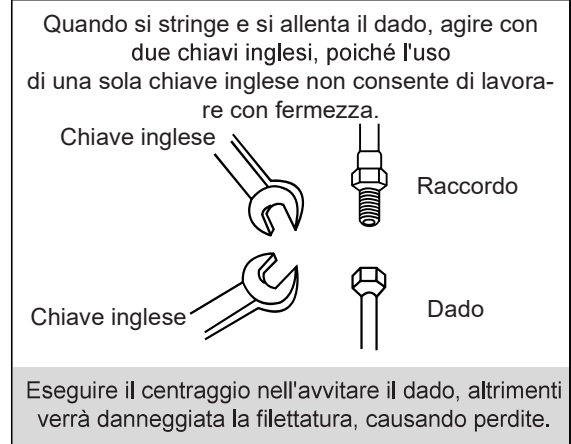 Quando si stringe e si allenta il dado, agire con
due chiavi inglesi, poiché l'uso
di una sola chiave inglese non consente di lavora-
re con fermezza.
Chiave inglese
Raccordo
Chiave inglese
Dado
Eseguire il centraggio nell'avvitare il dado, altrimenti
verrà danneggiata la filettatura, causando perdite.